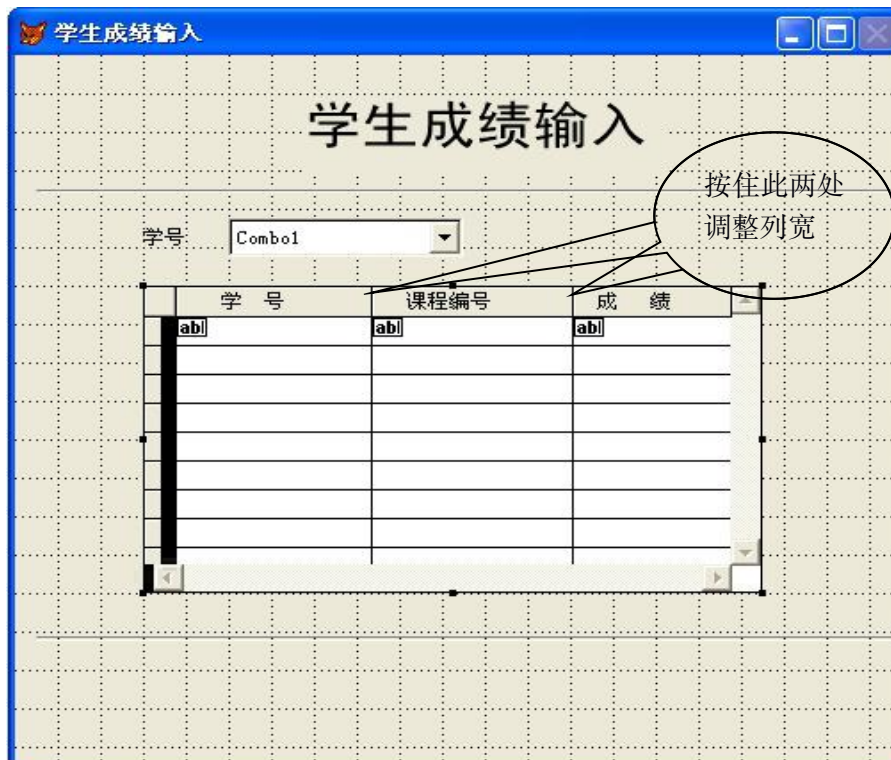 学生成绩输入
学生成绩输入
按住此两处
调整列宽
学号 Combo1
学 号 课程编号 成 绩
abl abl abl